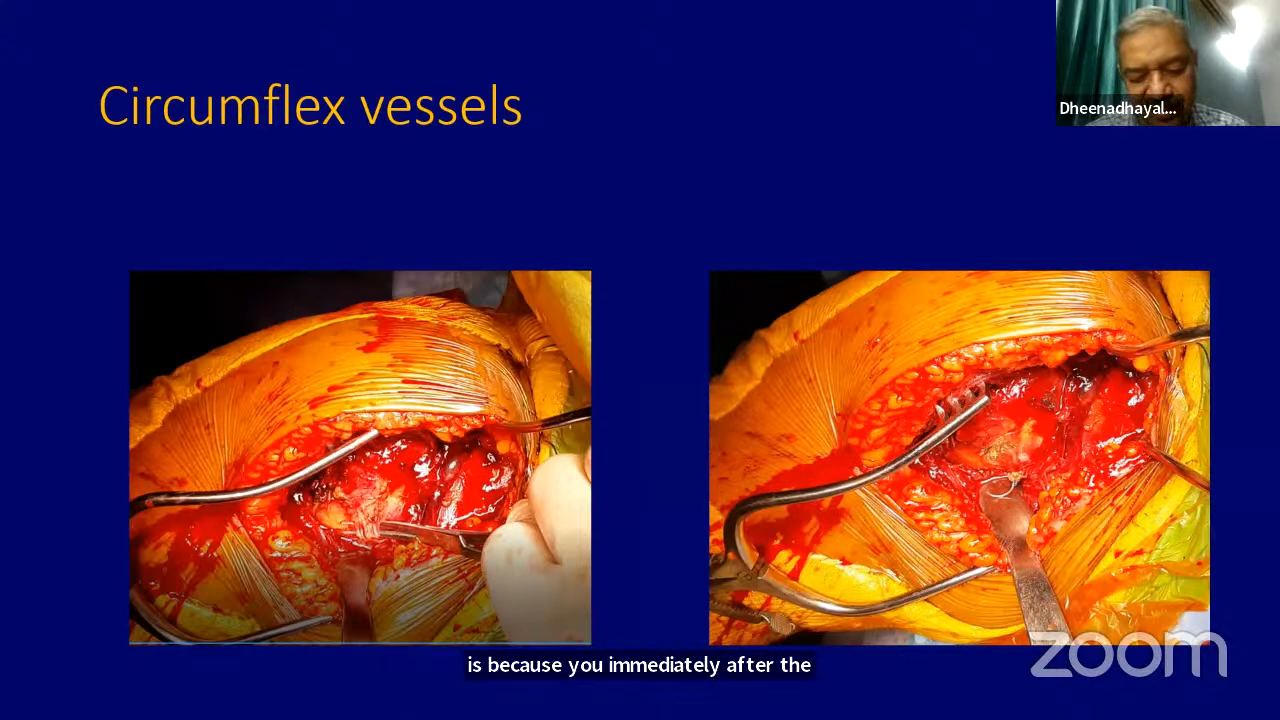 Circumflex vessels
Dheenadhayal...
is because you immediately after the
zoom